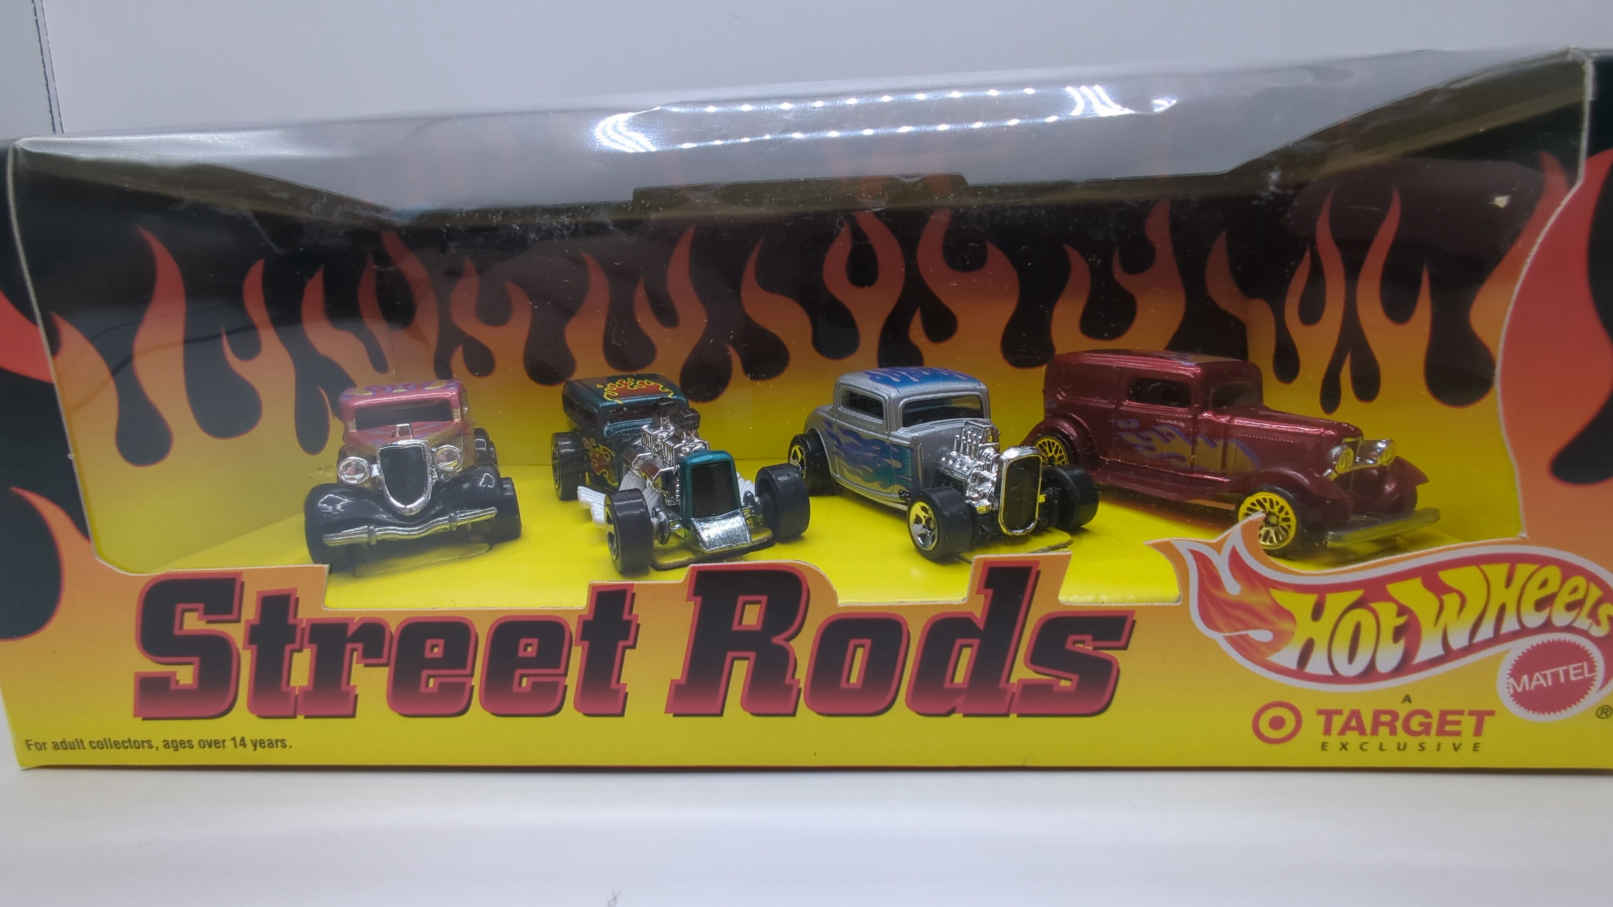 Street Rods
HOT WHEELS
MATTEL
®
A
TARGET
EXCLUSIVE
For adult collectors, ages over 14 years.